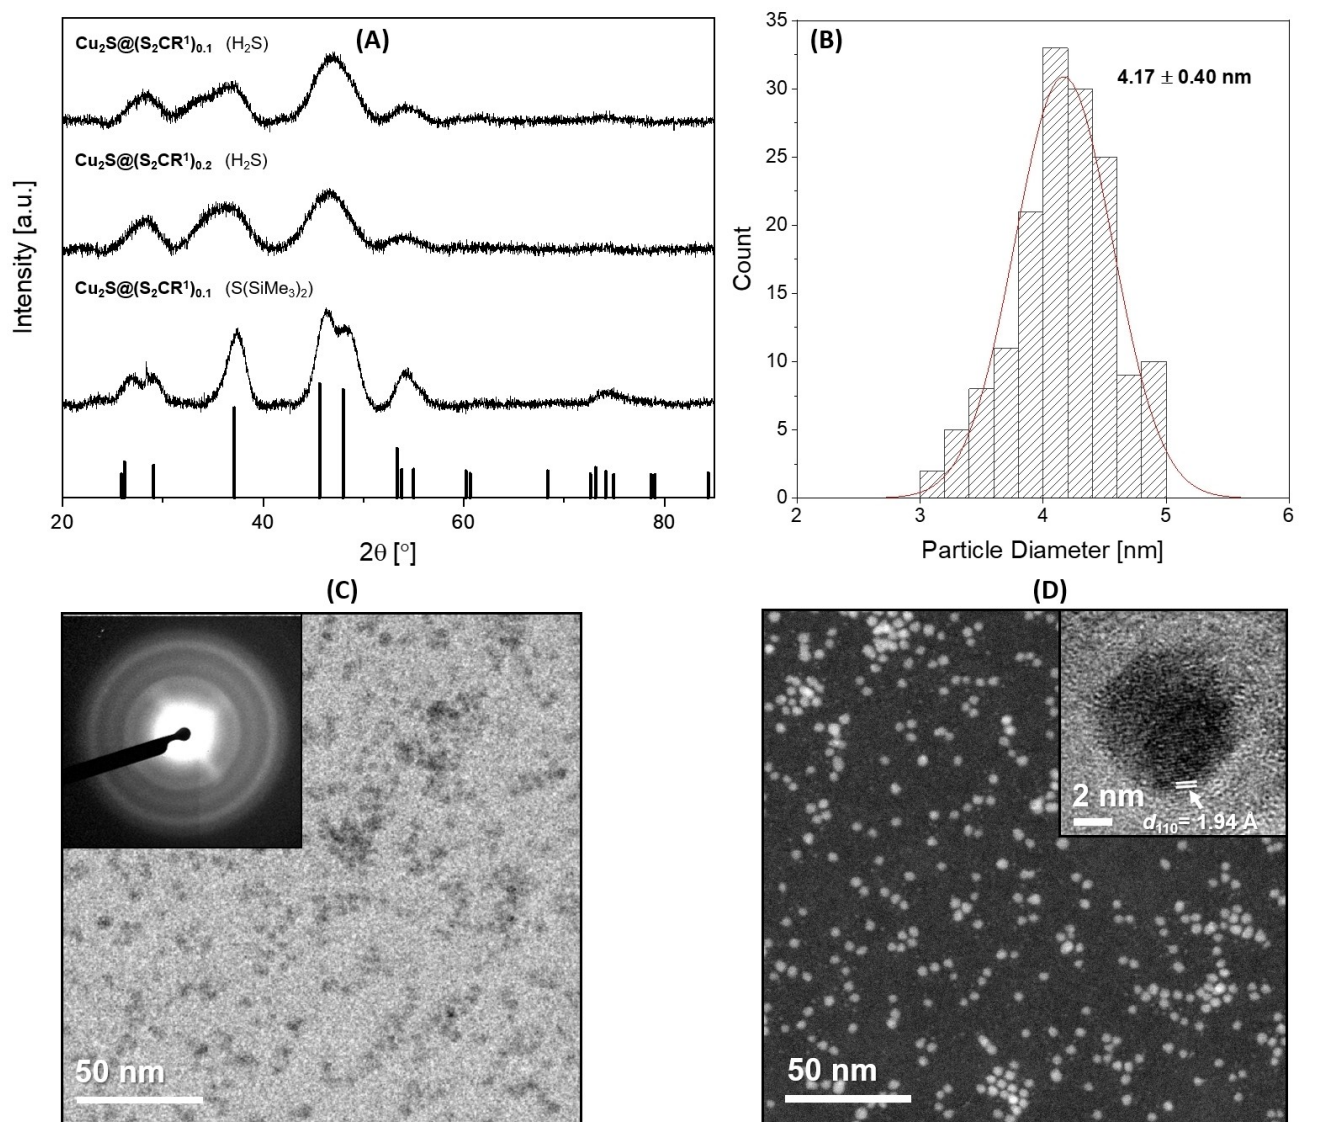 (A)
Cu₂S@(S₂CR¹)₀.₁ (H₂S)
Cu₂S@(S₂CR¹)₀.₂ (H₂S)
Cu₂S@(S₂CR¹)₀.₁ (S(SiMe₃)₂)
Intensity [a.u.]
20 40 60 80
2θ [°]
(B)
4.17 ± 0.40 nm
35
30
25
20
15
10
5
0
Count
2 3 4 5 6
Particle Diameter [nm]
(C)
50 nm
(D)
2 nm
d₁₁₀= 1.94 Å
50 nm